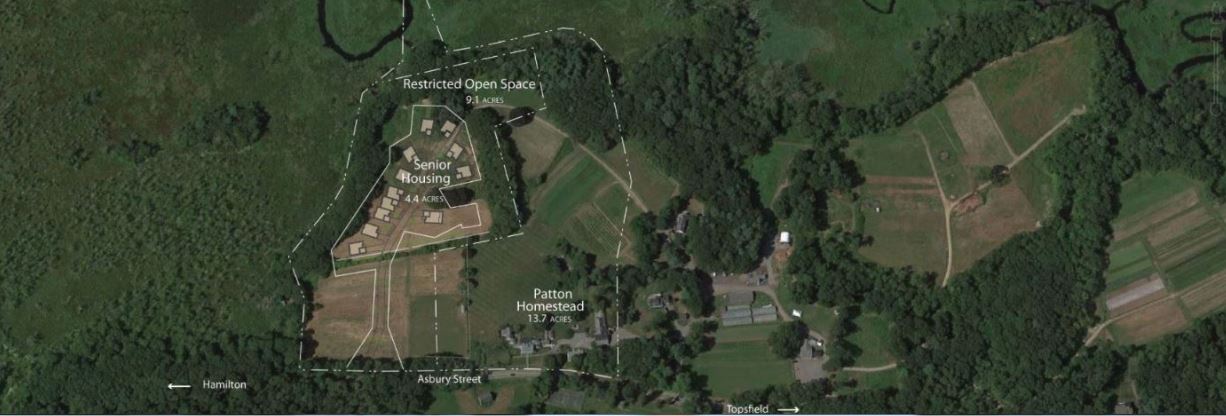 Restricted Open Space
9.1 ACRES
Senior
Housing
4.4 ACRES
Patton
Homestead
13.7 ACRES
Asbury Street
Hamilton
Topsfield